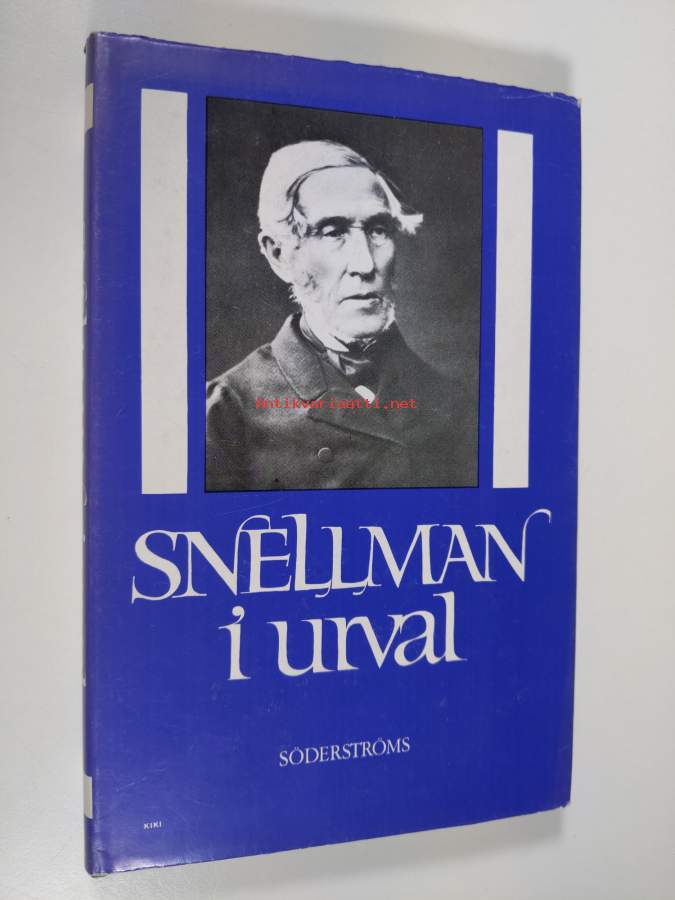 antikvariaatti.net
SNELLMAN
i urval
SÖDERSTRÖMS
KIKI